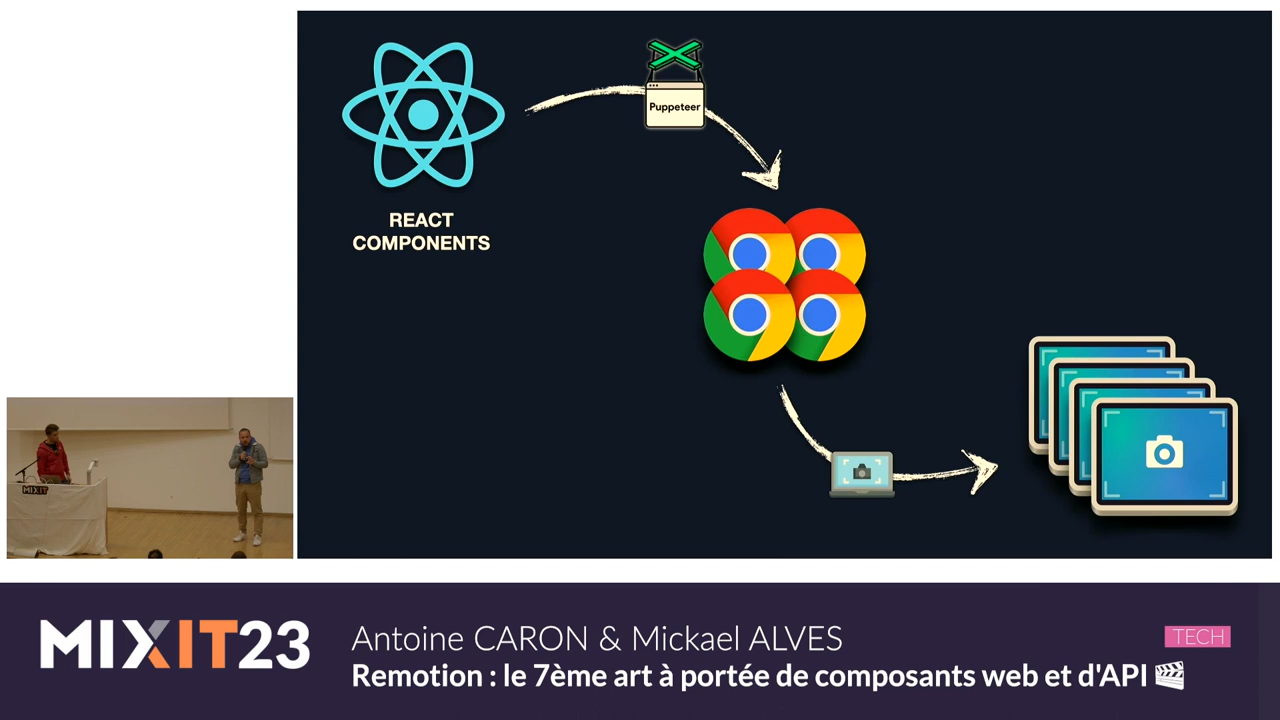 Puppeteer
REACT
COMPONENTS
MIXIT
MIXIT23
Antoine CARON & Mickael ALVES
TECH
Remotion : le 7ème art à portée de composants web et d'API